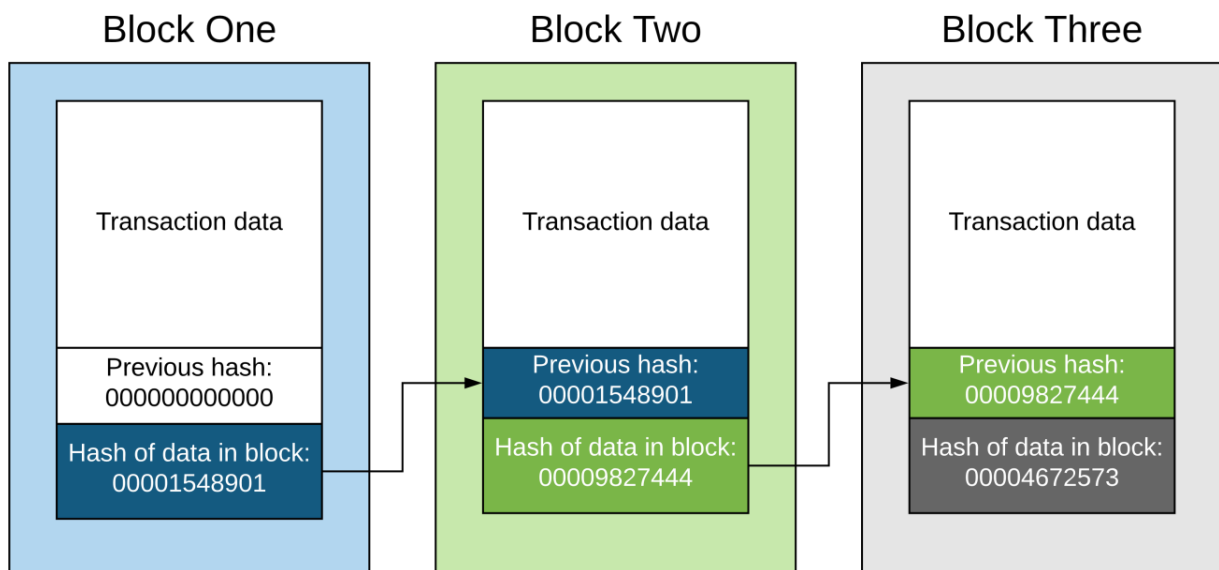 Block One
Transaction data
Previous hash:
000000000000
Hash of data in block:
00001548901
Block Two
Transaction data
Previous hash:
00001548901
Hash of data in block:
00009827444
Block Three
Transaction data
Previous hash:
00009827444
Hash of data in block:
00004672573